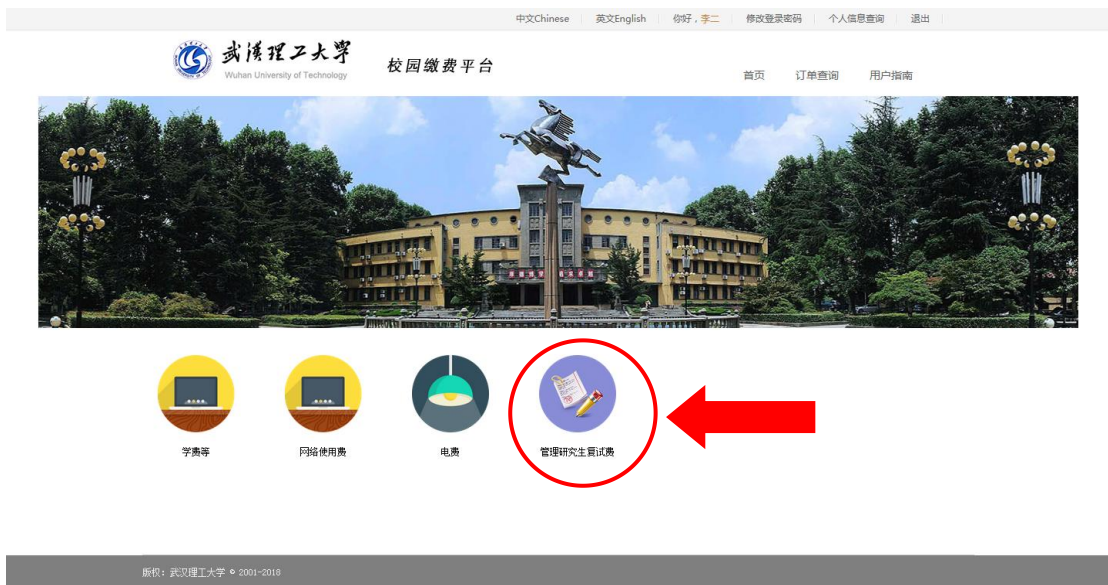 中文Chinese 英文English 你好，李二 修改登录密码 个人信息查询 退出
武漢理工大学
Wuhan University of Technology
校园缴费平台
首页 订单查询 用户指南
学费等 网络使用费 电费 管理研究生复试费
版权：武汉理工大学 © 2001-2018